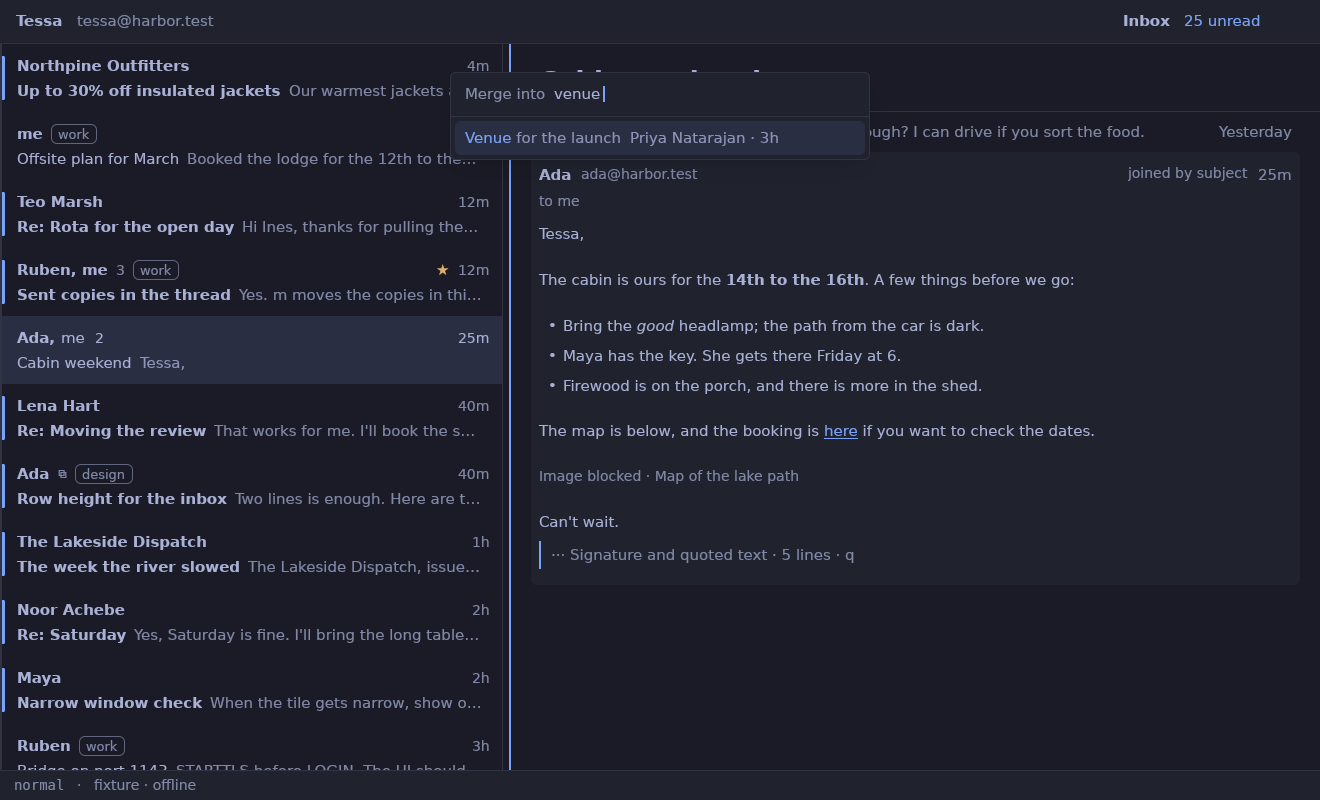 Tessa tessa@harbor.test
Inbox 25 unread
Northpine Outfitters 4m
Up to 30% off insulated jackets Our warmest jackets
me work
Offsite plan for March Booked the lodge for the 12th to the…
Teo Marsh 12m
Re: Rota for the open day Hi Ines, thanks for pulling the…
Ruben, me 3 work ★ 12m
Sent copies in the thread Yes. m moves the copies in thi…
Ada, me 2 25m
Cabin weekend Tessa,
Lena Hart 40m
Re: Moving the review That works for me. I'll book the s…
Ada design 40m
Row height for the inbox Two lines is enough. Here are t…
The Lakeside Dispatch 1h
The week the river slowed The Lakeside Dispatch, issue…
Noor Achebe 2h
Re: Saturday Yes, Saturday is fine. I'll bring the long table…
Maya 2h
Narrow window check When the tile gets narrow, show o…
Ruben work 3h
Bridge on port 1143 STARTTLS before LOGIN. The UI should
Merge into venue
Venue for the launch Priya Natarajan · 3h
ough? I can drive if you sort the food. Yesterday
Ada ada@harbor.test joined by subject 25m
to me
Tessa,
The cabin is ours for the 14th to the 16th. A few things before we go:
• Bring the good headlamp; the path from the car is dark.
• Maya has the key. She gets there Friday at 6.
• Firewood is on the porch, and there is more in the shed.
The map is below, and the booking is here if you want to check the dates.
Image blocked · Map of the lake path
Can't wait.
··· Signature and quoted text · 5 lines · q
normal · fixture · offline